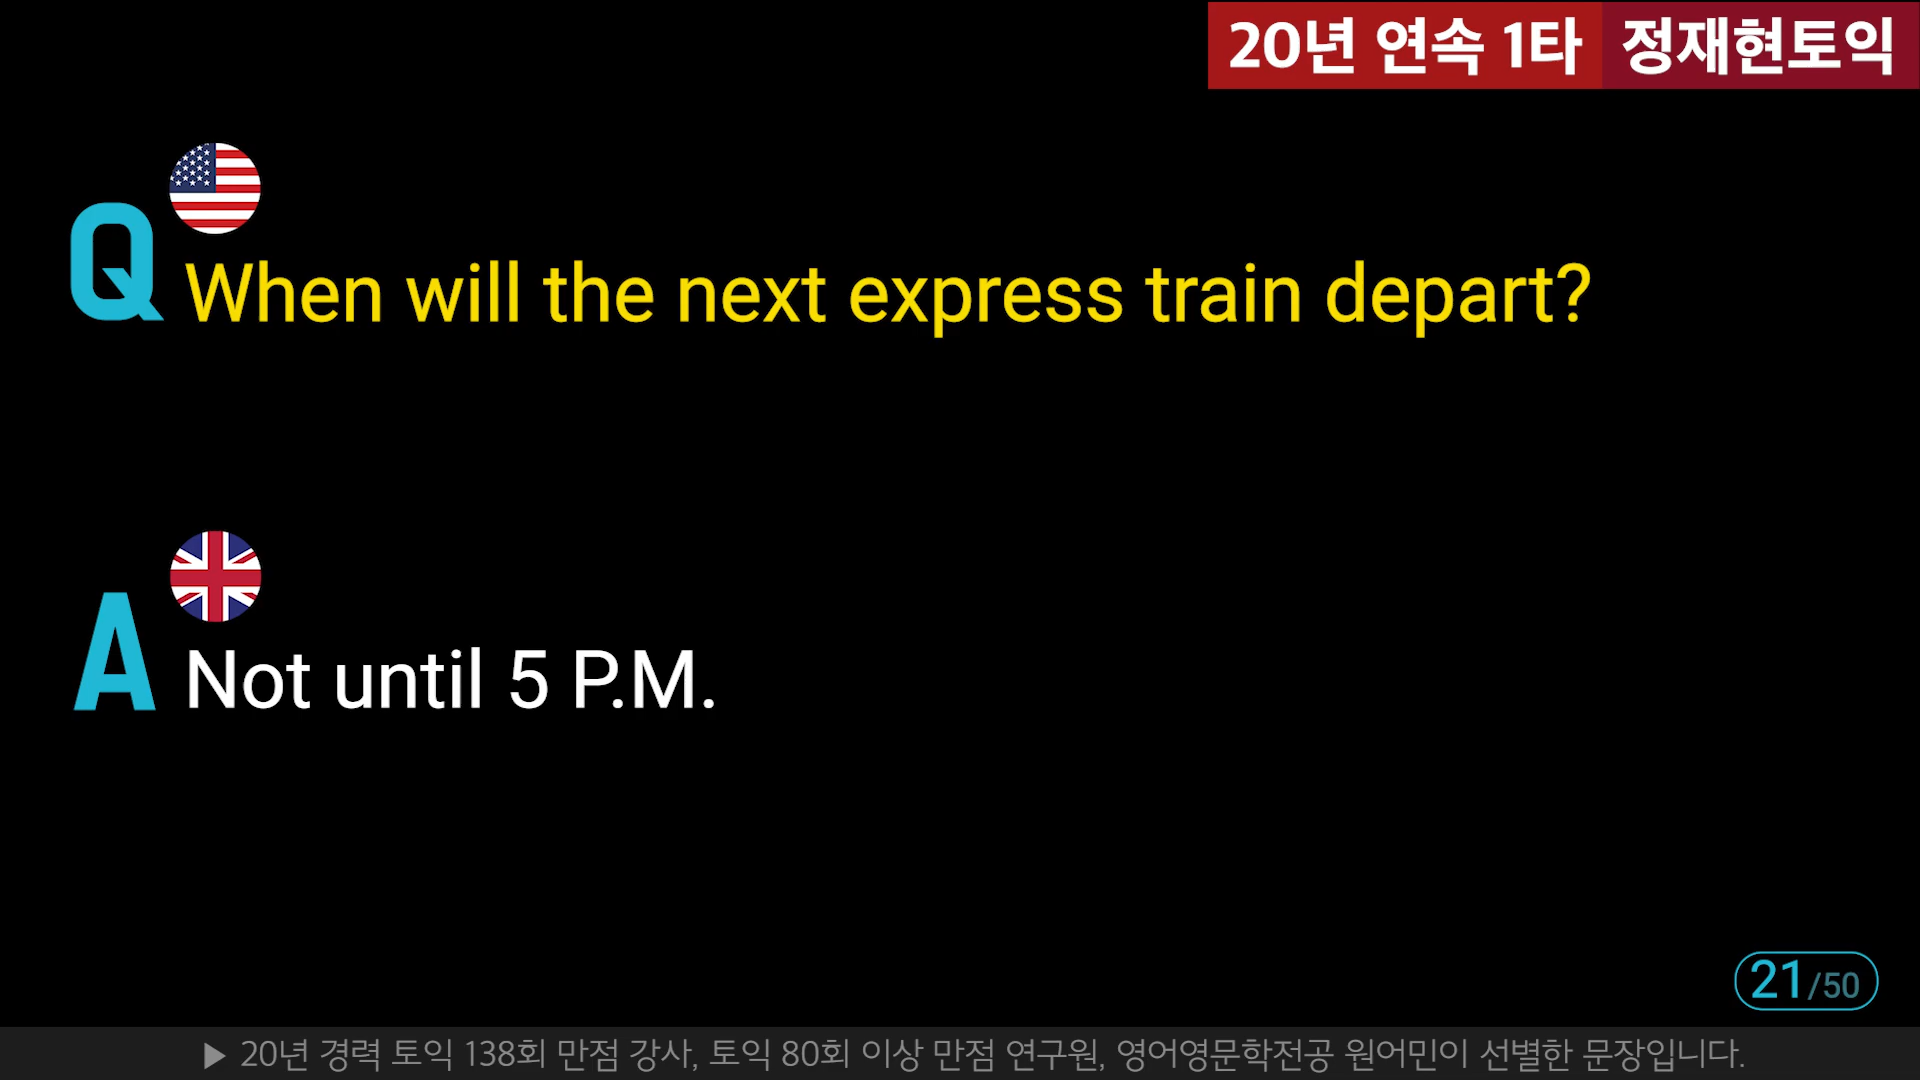 20년 연속 1타 정재현토익
Q When will the next express train depart?
A Not until 5 P.M.
21/50
▶ 20년 경력 토익 138회 만점 강사, 토익 80회 이상 만점 연구원, 영어영문학전공 원어민이 선별한 문장입니다.